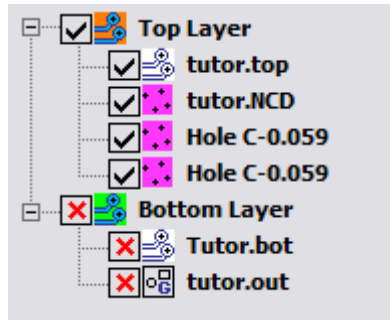 Top Layer
tutor.top
tutor.NCD
Hole C-0.059
Hole C-0.059
Bottom Layer
Tutor.bot
tutor.out